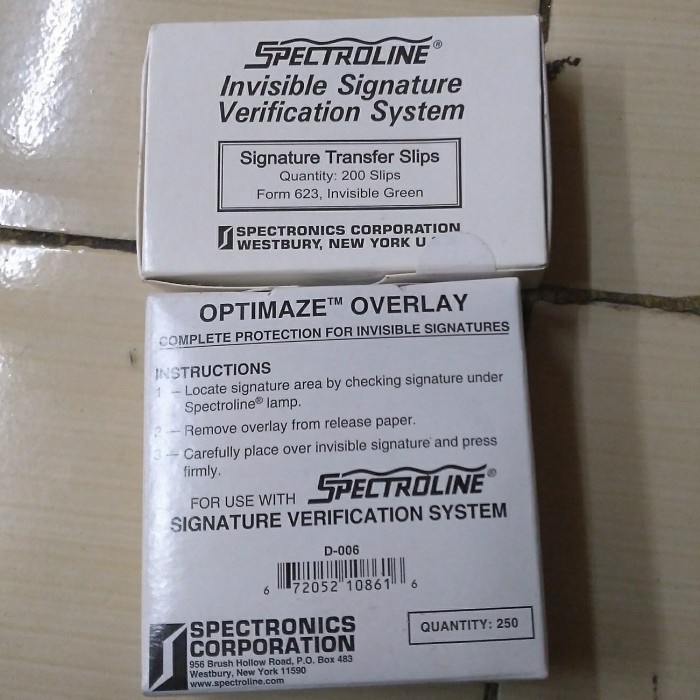 SPECTROLINE®
Invisible Signature
Verification System
Signature Transfer Slips
Quantity: 200 Slips
Form 623, Invisible Green
SPECTRONICS CORPORATION
WESTBURY, NEW YORK U
OPTIMAZE™ OVERLAY
COMPLETE PROTECTION FOR INVISIBLE SIGNATURES
INSTRUCTIONS
1 — Locate signature area by checking signature under
Spectroline® lamp.
2 — Remove overlay from release paper.
3 — Carefully place over invisible signature and press
firmly.
FOR USE WITH SPECTROLINE®
SIGNATURE VERIFICATION SYSTEM
D-006
6 72052 10861 6
SPECTRONICS
CORPORATION
956 Brush Hollow Road, P.O. Box 483
Westbury, New York 11590
www.spectroline.com
QUANTITY: 250